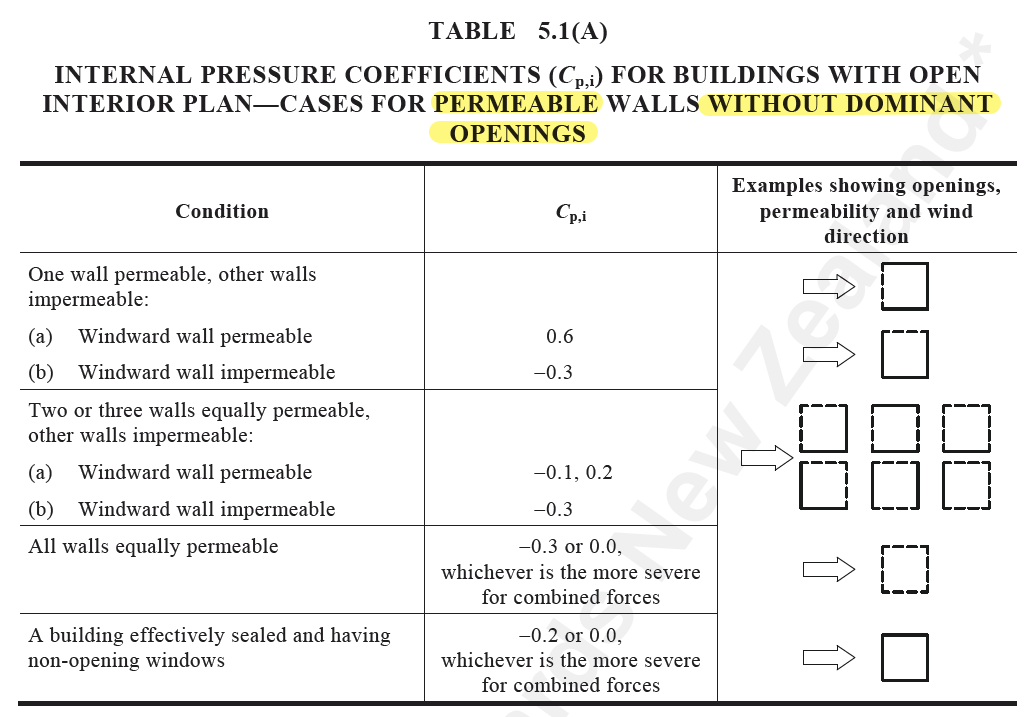 TABLE 5.1(A)
INTERNAL PRESSURE COEFFICIENTS (Cp,i) FOR BUILDINGS WITH OPEN
INTERIOR PLAN—CASES FOR PERMEABLE WALLS WITHOUT DOMINANT
OPENINGS
Condition
Cp,i
Examples showing openings,
permeability and wind
direction
One wall permeable, other walls
impermeable:
(a) Windward wall permeable 0.6
(b) Windward wall impermeable −0.3
Two or three walls equally permeable,
other walls impermeable:
(a) Windward wall permeable −0.1, 0.2
(b) Windward wall impermeable −0.3
All walls equally permeable
−0.3 or 0.0,
whichever is the more severe
for combined forces
A building effectively sealed and having
non-opening windows
−0.2 or 0.0,
whichever is the more severe
for combined forces
rds New Zealand*